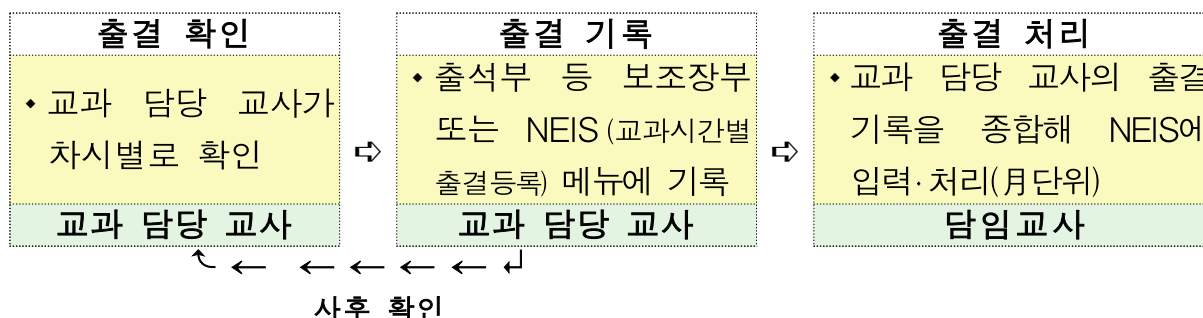 출결 확인
◆ 교과 담당 교사가
차시별로 확인
교과 담당 교사
⇨
출결 기록
◆ 출석부 등 보조장부
또는 NEIS (교과시간별
출결등록) 메뉴에 기록
교과 담당 교사
⇨
출결 처리
◆ 교과 담당 교사의 출결
기록을 종합해 NEIS에
입력·처리(月단위)
담임교사
사후 확인